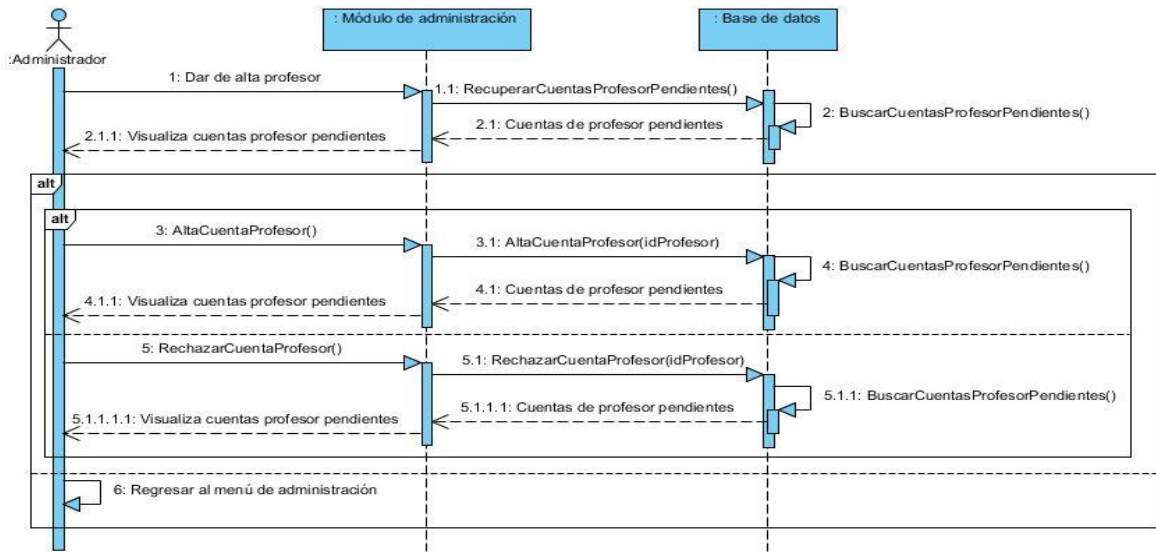 : Módulo de administración
: Base de datos
:Administrador
1: Dar de alta profesor
1.1: RecuperarCuentasProfesorPendientes()
2: BuscarCuentasProfesorPendientes()
2.1: Cuentas de profesor pendientes
2.1.1: Visualiza cuentas profesor pendientes
alt
alt
3: AltaCuentaProfesor()
3.1: AltaCuentaProfesor(idProfesor)
4: BuscarCuentasProfesorPendientes()
4.1: Cuentas de profesor pendientes
4.1.1: Visualiza cuentas profesor pendientes
5: RechazarCuentaProfesor()
5.1: RechazarCuentaProfesor(idProfesor)
5.1.1: BuscarCuentasProfesorPendientes()
5.1.1.1: Cuentas de profesor pendientes
5.1.1.1.1: Visualiza cuentas profesor pendientes
6: Regresar al menú de administración